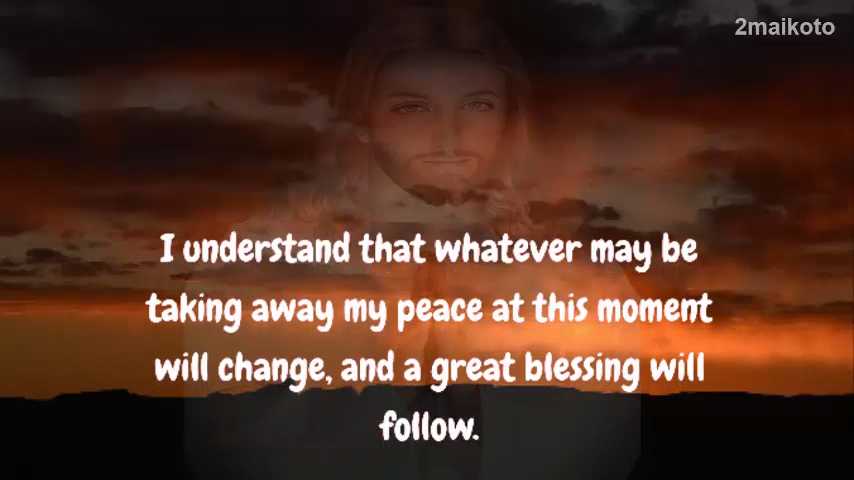 2maikoto
I understand that whatever may be
taking away my peace at this moment
will change, and a great blessing will
follow.